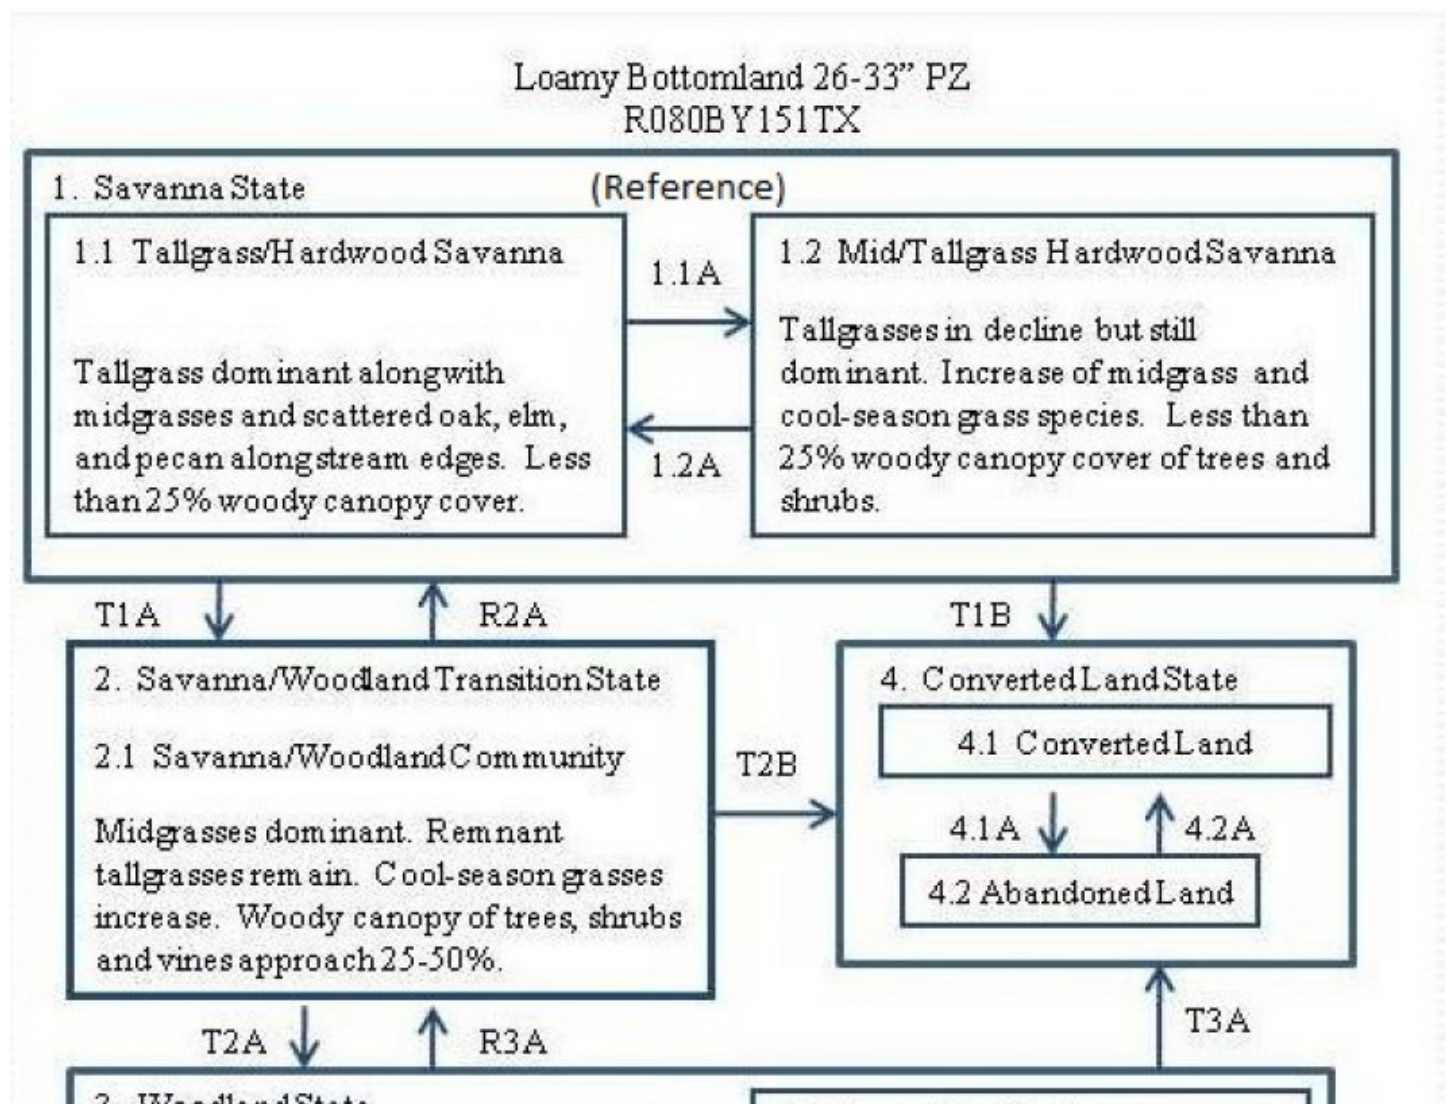 Loamy Bottomland 26-33” PZ
R080BY151TX
1. Savanna State
(Reference)
1.1 Tallgrass/Hardwood Savanna
Tallgrass dominant along with
midgrasses and scattered oak, elm,
and pecan along stream edges. Less
than 25% woody canopy cover.
1.1A
1.2A
1.2 Mid/Tallgrass Hardwood Savanna
Tallgrasses in decline but still
dominant. Increase of midgrass and
cool-season grass species. Less than
25% woody canopy cover of trees and
shrubs.
T1A
R2A
T1B
2. Savanna/Woodland Transition State
2.1 Savanna/Woodland Community
Midgrasses dominant. Remnant
tallgrasses remain. Cool-season grasses
increase. Woody canopy of trees, shrubs
and vines approach 25-50%.
T2B
4. Converted Land State
4.1 Converted Land
4.1A
4.2A
4.2 Abandoned Land
T2A
R3A
T3A
3. Woodland State